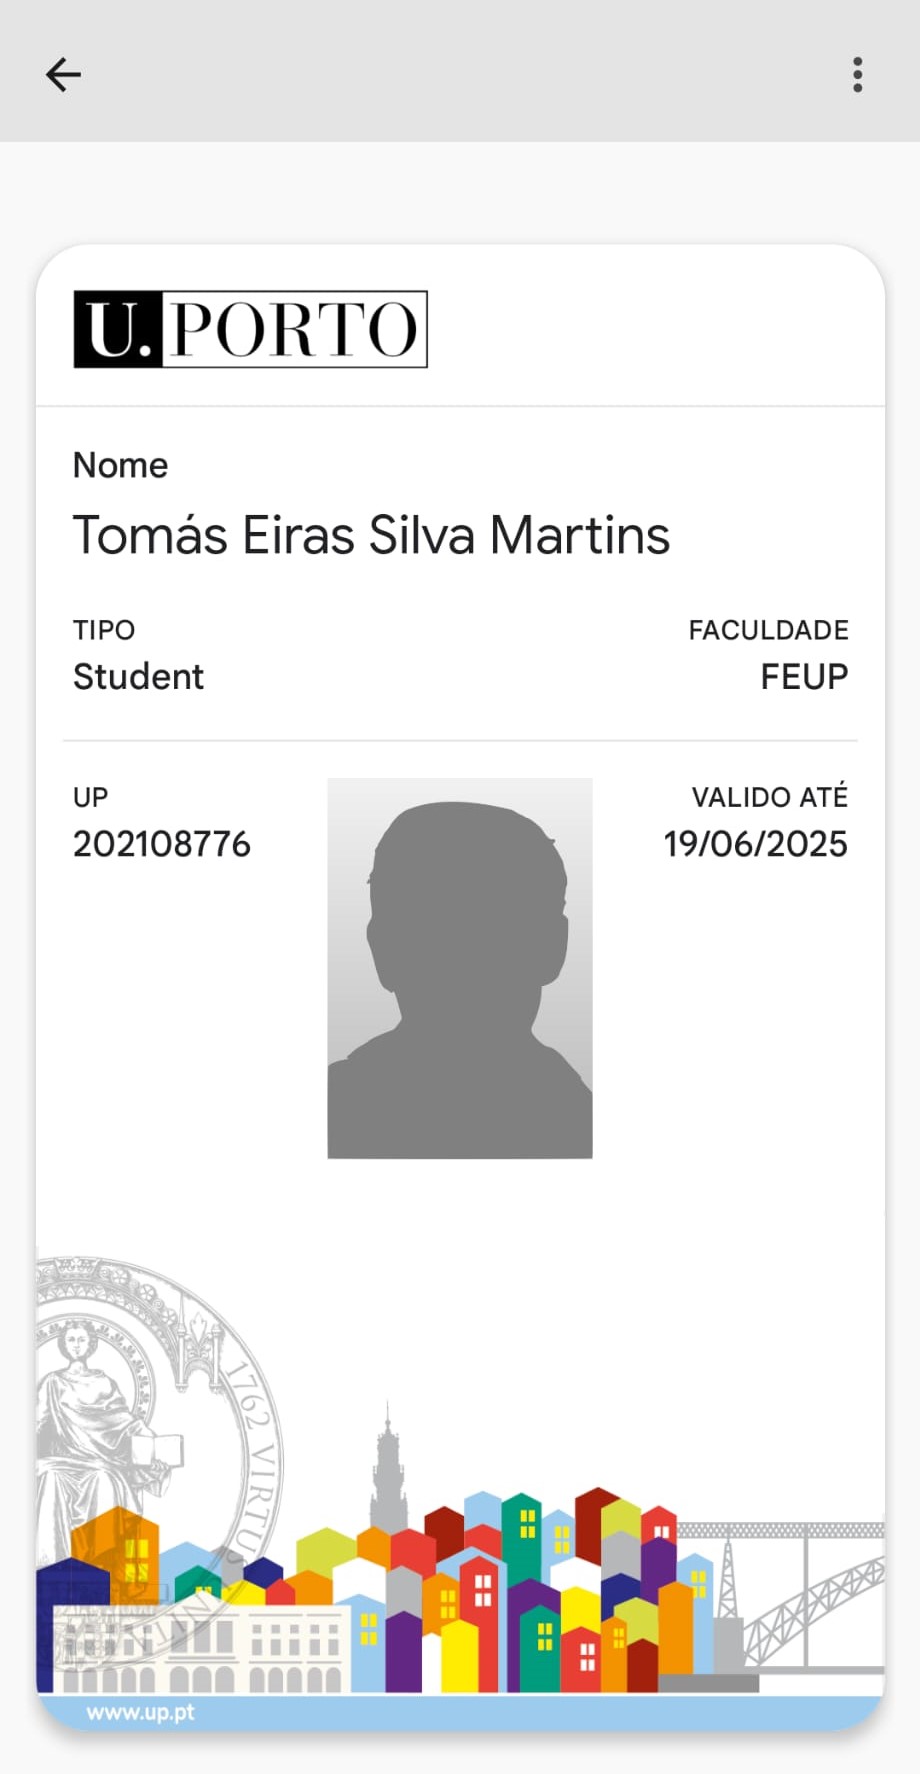 U.PORTO
Nome
Tomás Eiras Silva Martins
TIPO
FACULDADE
Student
FEUP
UP
VALIDO ATÉ
202108776
19/06/2025
1762 VIRTUS
www.up.pt